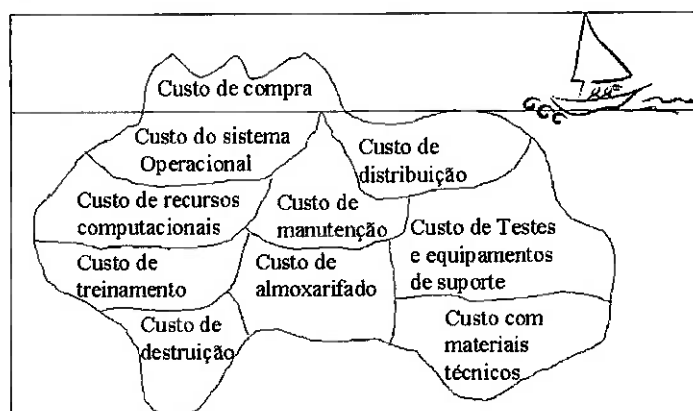 Custo de compra
Custo do sistema
Operacional
Custo de
distribuição
Custo de recursos
computacionais
Custo de
manutenção
Custo de Testes
e equipamentos
de suporte
Custo de
treinamento
Custo de
almoxarifado
Custo de
destruição
Custo com
materiais
técnicos